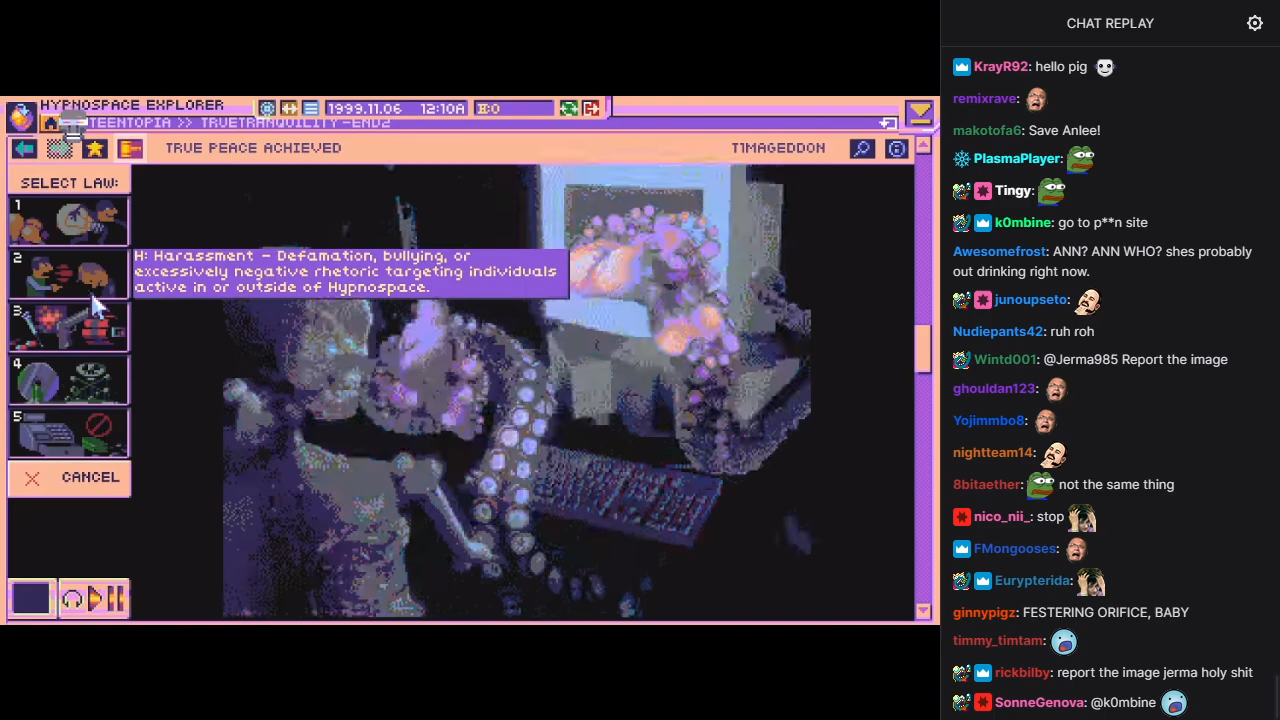 HYPNOSPACE EXPLORER
1999.11.06 12:10A
0
TEENTOPIA >> TRUETRANQUILITY-END2
TRUE PEACE ACHIEVED
T1MAGEDDON
SELECT LAW:
1
2
H: Harassment - Defamation, bullying, or
excessively negative rhetoric targeting individuals
active in or outside of Hypnospace.
3
4
5
CANCEL
CHAT REPLAY
KrayR92: hello pig
remixrave:
makotofa6: Save Anlee!
PlasmaPlayer:
Tingy:
k0mbine: go to p**n site
Awesomefrost: ANN? ANN WHO? shes probably
out drinking right now.
junoupseto:
Nudiepants42: ruh roh
Wintd001: @Jerma985 Report the image
ghouldan123:
Yojimmbo8:
nightteam14:
8bitaether: not the same thing
nico_nii_: stop
FMongooses:
Eurypterida:
ginnypigz: FESTERING ORIFICE, BABY
timmy_timtam:
rickbilby: report the image jerma holy shit
SonneGenova: @k0mbine